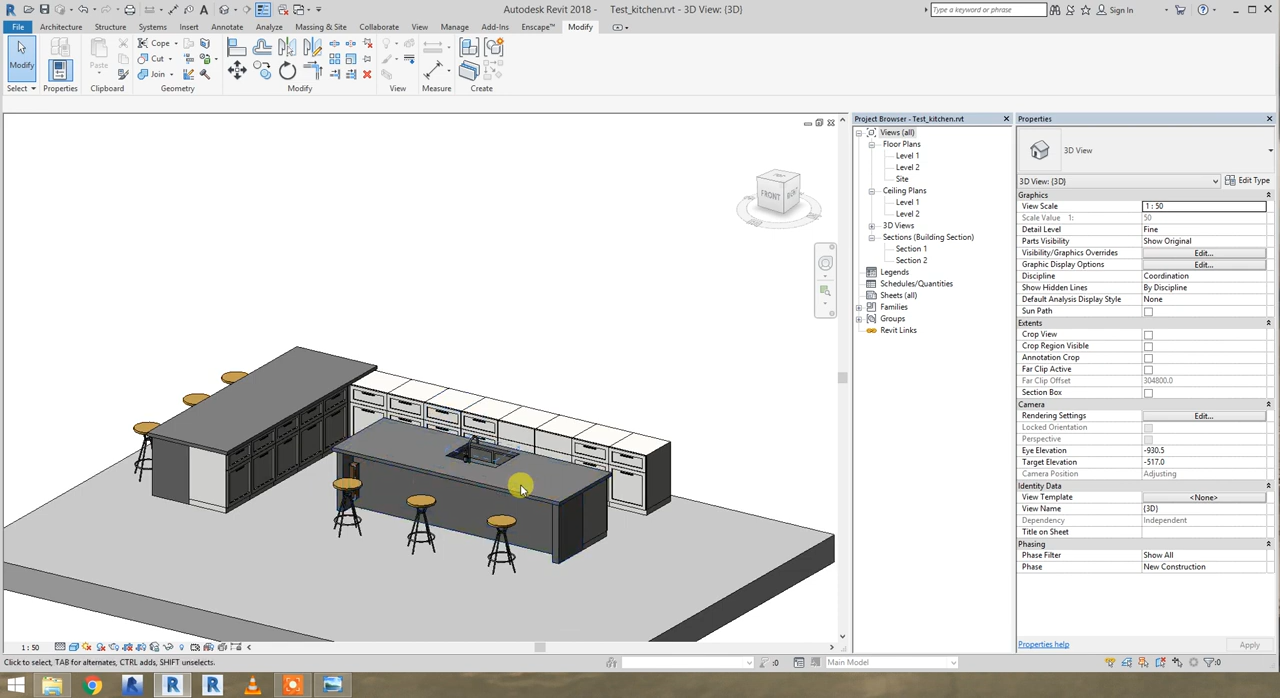 Autodesk Revit 2018 - Test_kitchen.rvt - 3D View: {3D}
Sign In
File Architecture Structure Systems Insert Annotate Analyze Massing & Site Collaborate View Manage Add-Ins Enscape™ Modify
Modify
Paste
Cope
Cut
Join
Select Properties Clipboard Geometry Modify View Measure Create
FRONT
Project Browser - Test_kitchen.rvt
Views (all)
Floor Plans
Level 1
Level 2
Site
Ceiling Plans
Level 1
Level 2
3D Views
Sections (Building Section)
Section 1
Section 2
Legends
Schedules/Quantities
Sheets (all)
Families
Groups
Revit Links
Properties
3D View
3D View: {3D} Edit Type
Graphics
View Scale 1 : 50
Scale Value 1: 50
Detail Level Fine
Parts Visibility Show Original
Visibility/Graphics Overrides Edit...
Graphic Display Options Edit...
Discipline Coordination
Show Hidden Lines By Discipline
Default Analysis Display Style None
Sun Path
Extents
Crop View
Crop Region Visible
Annotation Crop
Far Clip Active
Far Clip Offset 304800.0
Section Box
Camera
Rendering Settings Edit...
Locked Orientation
Perspective
Eye Elevation -930.5
Target Elevation -517.0
Camera Position Adjusting
Identity Data
View Template <None>
View Name {3D}
Dependency Independent
Title on Sheet
Phasing
Phase Filter Show All
Phase New Construction
Properties help Apply
1 : 50
Click to select, TAB for alternates, CTRL adds, SHIFT unselects. :0 Main Model :0